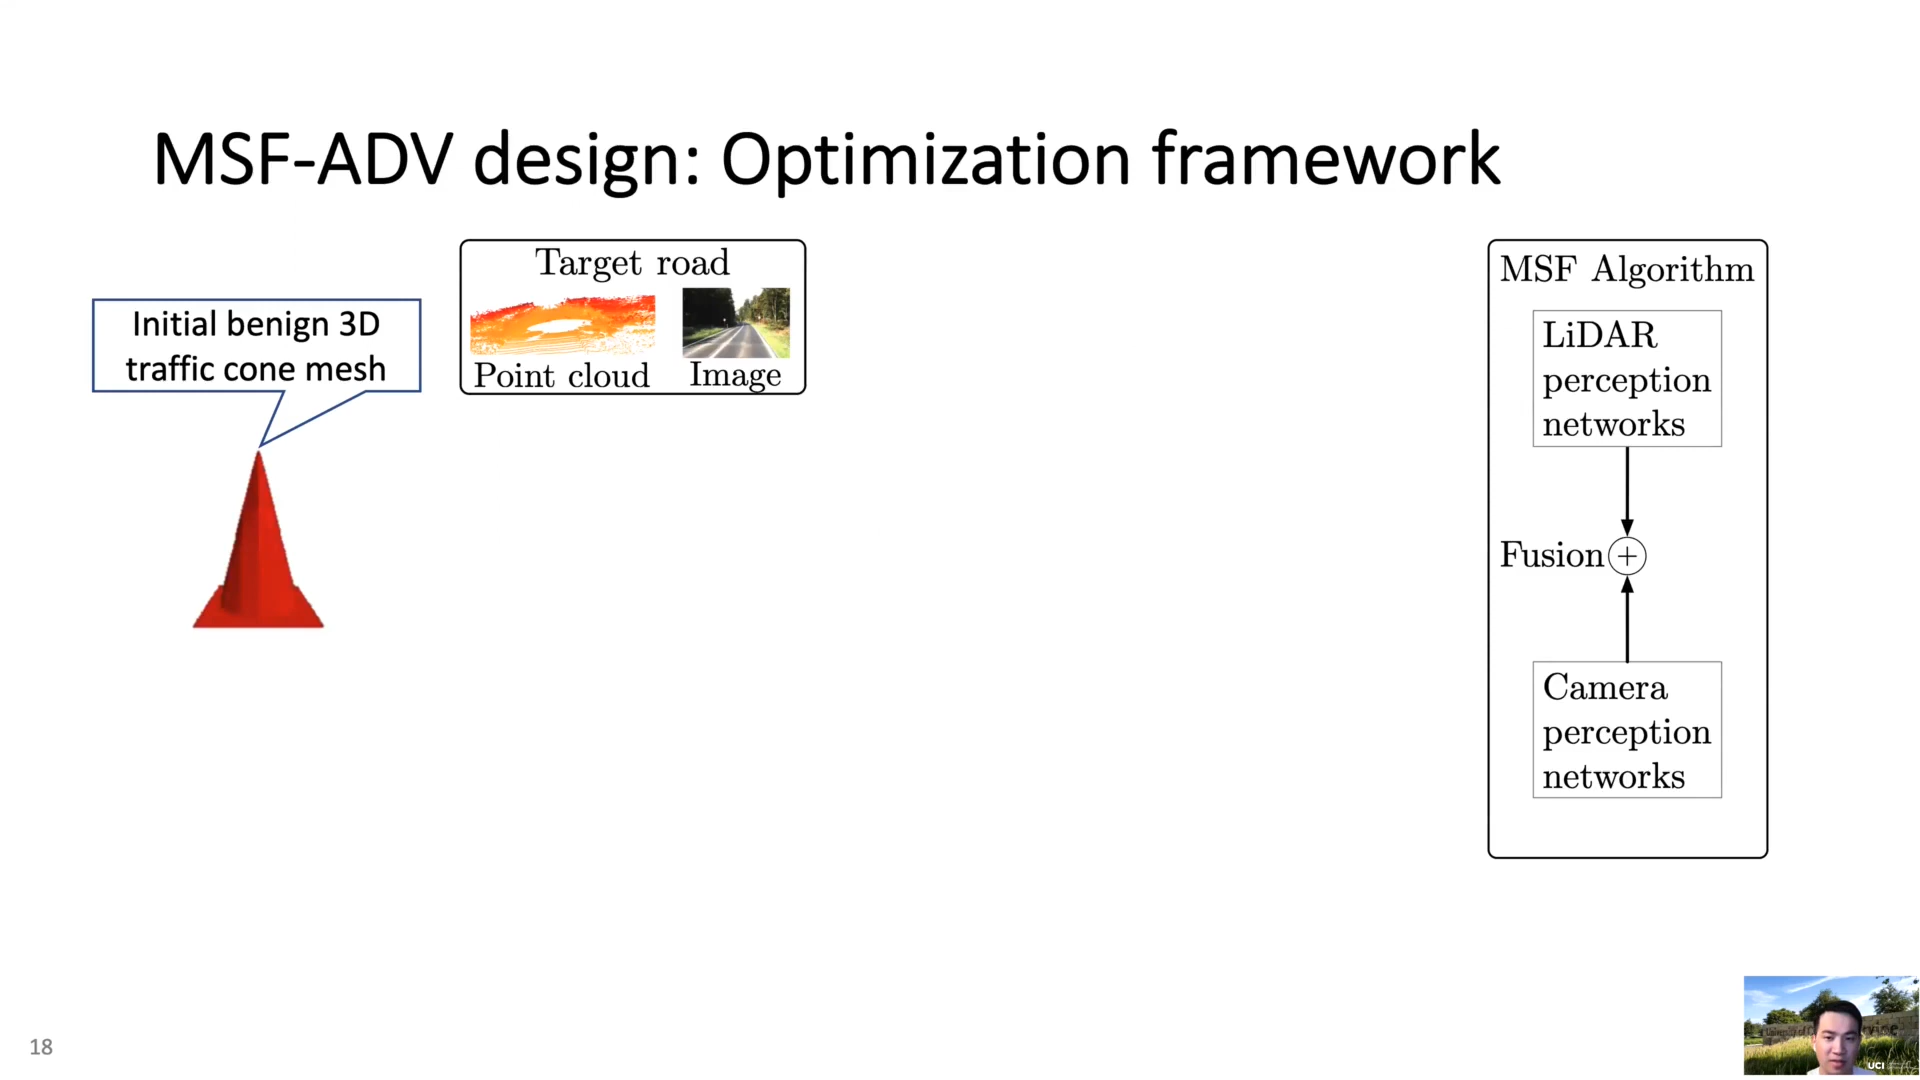 MSF-ADV design: Optimization framework
Initial benign 3D
traffic cone mesh
Target road
Point cloud
Image
MSF Algorithm
LiDAR
perception
networks
Fusion
+
Camera
perception
networks
18
UCI